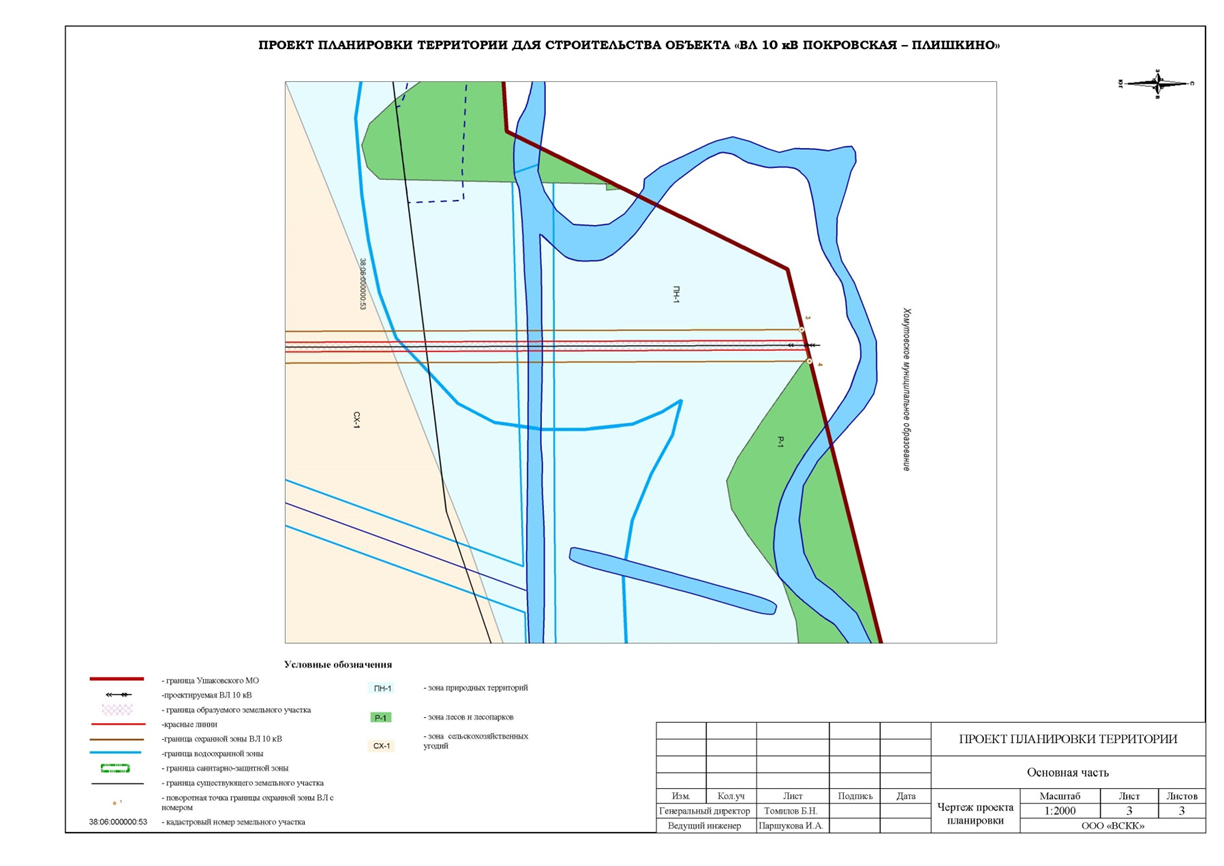 ПРОЕКТ ПЛАНИРОВКИ ТЕРРИТОРИИ ДЛЯ СТРОИТЕЛЬСТВА ОБЪЕКТА «ВЛ 10 кВ ПОКРОВСКАЯ – ПЛИШКИНО»
З
С
В
38:06:000000:53
ПН-1
3
4
Хомутовское муниципальное образование
СХ-1
Р-1
Условные обозначения
- граница Ушаковского МО
-проектируемая ВЛ 10 кВ
- граница образуемого земельного участка
-красные линии
-граница охранной зоны ВЛ 10 кВ
-граница водоохранной зоны
- граница санитарно-защитной зоны
- граница существующего земельного участка
1
- поворотная точка границы охранной зоны ВЛ с
номером
38:06:000000:53 - кадастровый номер земельного участка
ПН-1 - зона природных территорий
Р-1 - зона лесов и лесопарков
СХ-1 - зона сельскохозяйственных
угодий
ПРОЕКТ ПЛАНИРОВКИ ТЕРРИТОРИИ
Основная часть
Изм. Кол.уч Лист Подпись Дата
Генеральный директор Томилов Б.Н.
Ведущий инженер Паршукова И.А.
Чертеж проекта
планировки
Масштаб Лист Листов
1:2000 3 3
ООО «ВСКК»